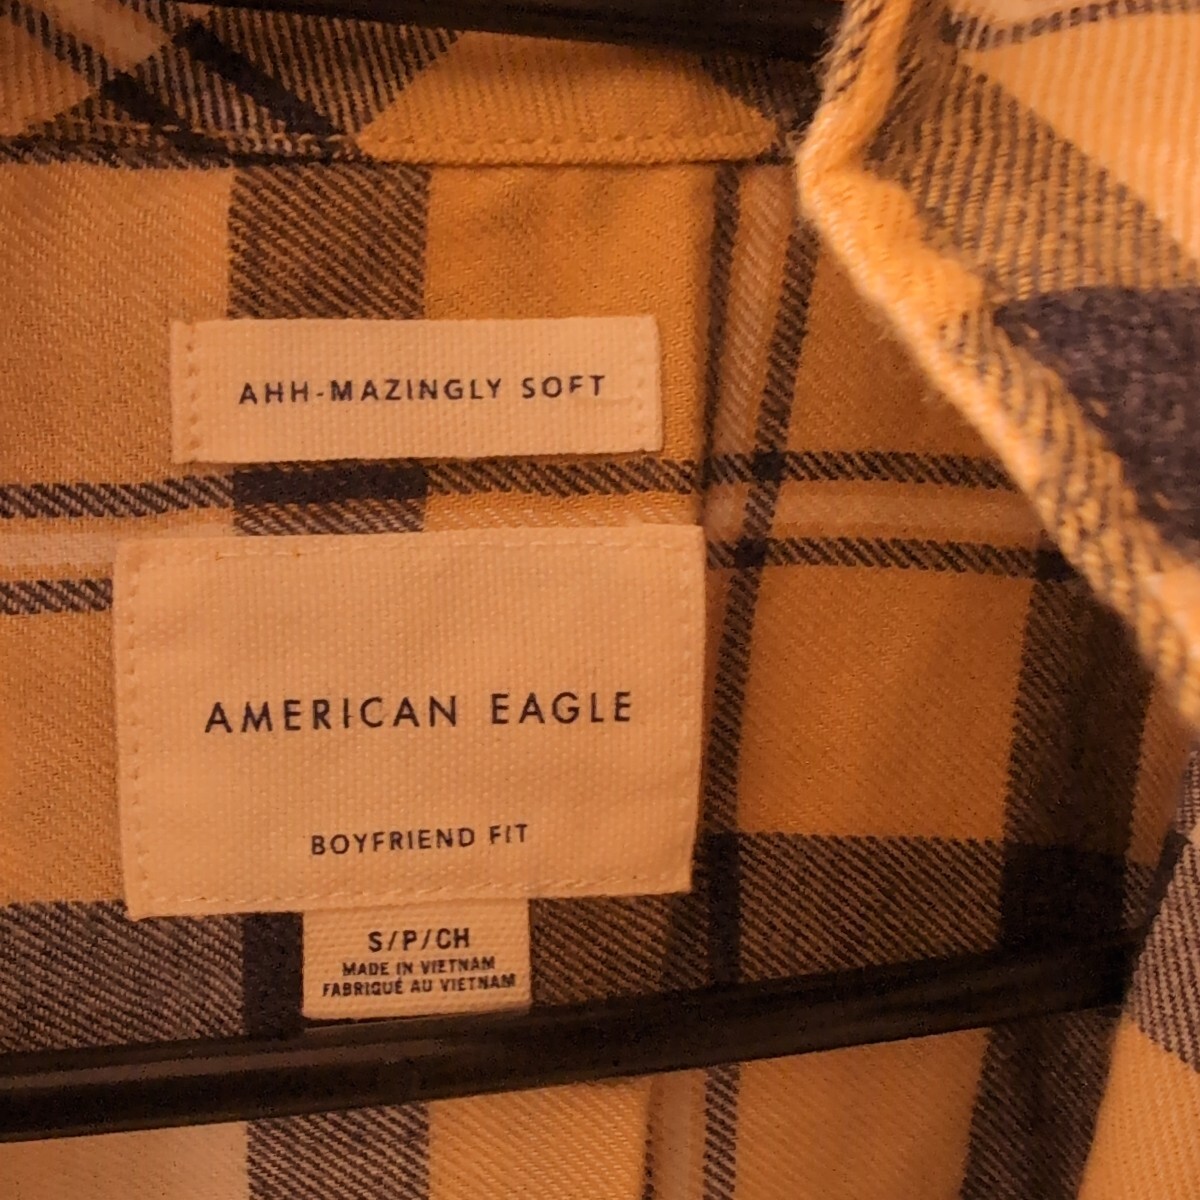 AHH-MAZINGLY SOFT
AMERICAN EAGLE
BOYFRIEND FIT
S/P/CH
MADE IN VIETNAM
FABRIQUÉ AU VIETNAM